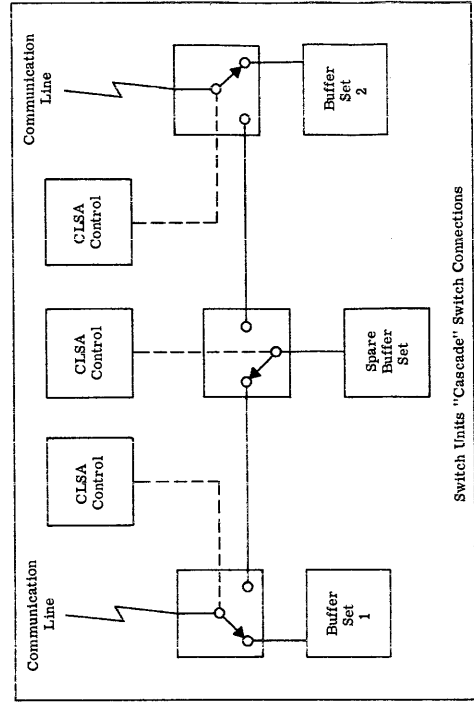 Communication
Line
CLSA
Control
CLSA
Control
CLSA
Control
Communication
Line
Buffer
Set
1
Spare
Buffer
Set
Buffer
Set
2
Switch Units "Cascade" Switch Connections